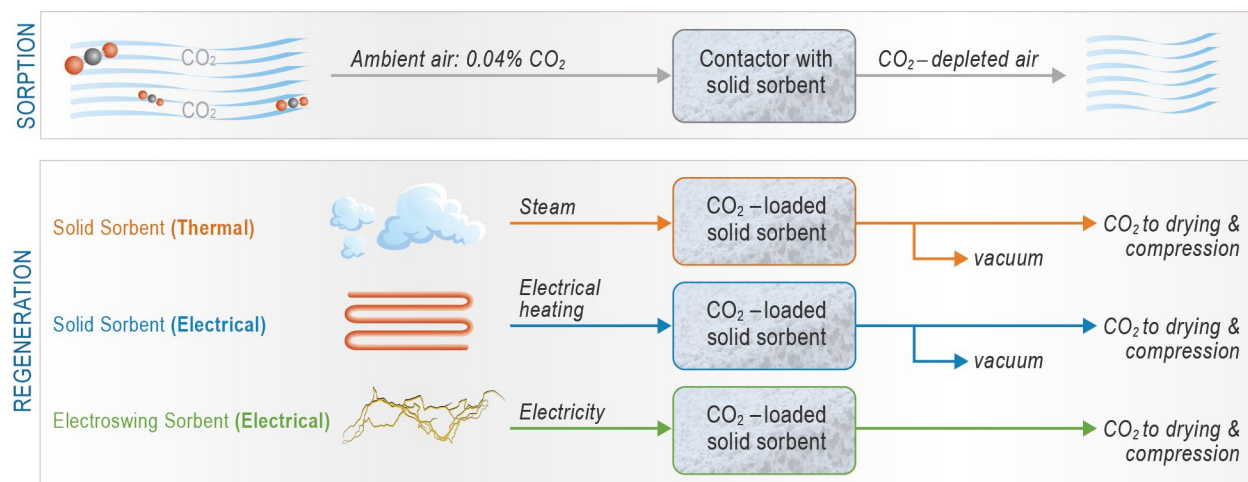 SORPTION
CO₂
CO₂
Ambient air: 0.04% CO₂
Contactor with
solid sorbent
CO₂ – depleted air
REGENERATION
Solid Sorbent (Thermal)
Steam
CO₂ – loaded
solid sorbent
vacuum
CO₂ to drying &
compression
Solid Sorbent (Electrical)
Electrical
heating
CO₂ – loaded
solid sorbent
vacuum
CO₂ to drying &
compression
Electroswing Sorbent (Electrical)
Electricity
CO₂ – loaded
solid sorbent
CO₂ to drying &
compression